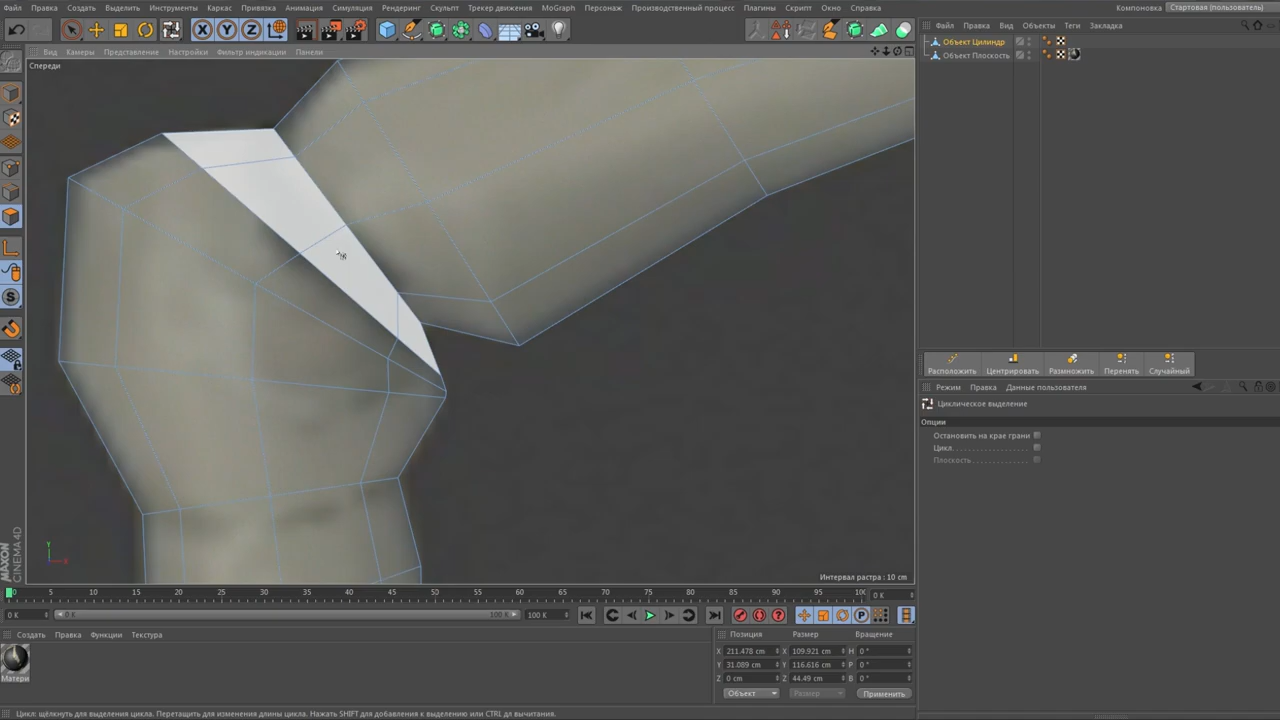 Файл Правка Создать Выделить Инструменты Каркас Привязка Анимация Симуляция Рендеринг Скульпт Трекер движения MoGraph Персонаж Производственный процесс Плагины Скрипт Окно Справка Компоновка Стартовая (пользователь)
X Y Z
Файл Правка Вид Объекты Теги Закладка
Объект Цилиндр
Объект Плоскость
Вид Камеры Представление Настройки Фильтр индикации Панели
Спереди
S
Расположить Центрировать Размножить Перенять Случайный
Режим Правка Данные пользователя
Циклическое выделение
Опции
Остановить на крае грани
Цикл
Плоскость
Y
X
Интервал растра : 10 cm
MAXON
CINEMA 4D
0 5 10 15 20 25 30 35 40 45 50 55 60 65 70 75 80 85 90 95 100 0 K
0 K 0 K 100 K 100 K P
Создать Правка Функции Текстура
Матери
Позиция Размер Вращение
X 211.478 cm X 109.921 cm H 0 °
Y 31.089 cm Y 116.616 cm P 0 °
Z 0 cm Z 44.49 cm B 0 °
Объект Размер Применить
Цикл: щёлкнуть для выделения цикла. Перетащить для изменения длины цикла. Нажать SHIFT для добавления к выделению или CTRL дл вычитания.